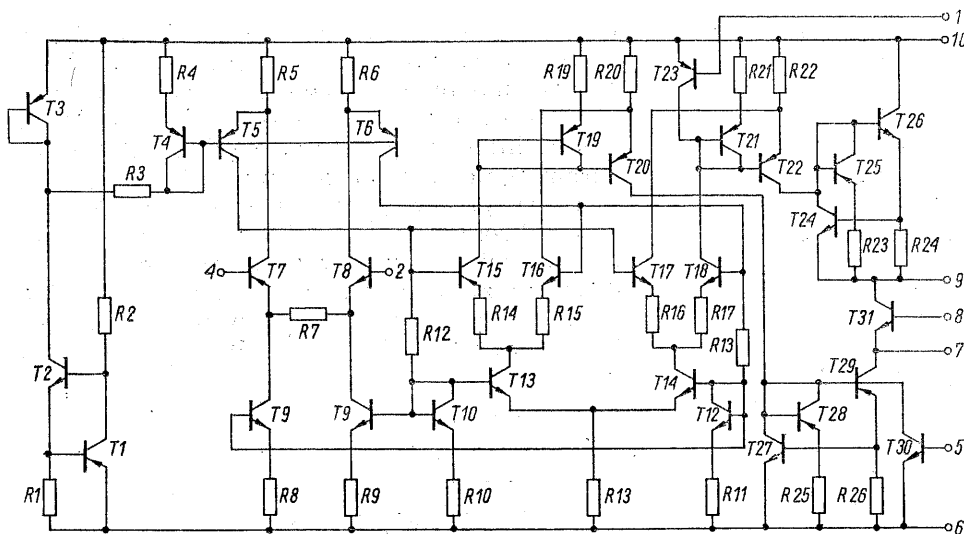 1
10
R4 R5 R6 R19 R20 T23 R21 R22
T3 T4 T5 T6 T19 T21 T26
R3 T20 T22 T25
T24
4 T7 T8 2 T15 T16 T17 T18 R23 R24
9
R2 R7 R12 R14 R15 R16 R17 T31 8
R13
7
T2 T13 T14 T29
T9 T9 T10 T12 T28
T1 T27 T30 5
R1 R8 R9 R10 R13 R11 R25 R26
6